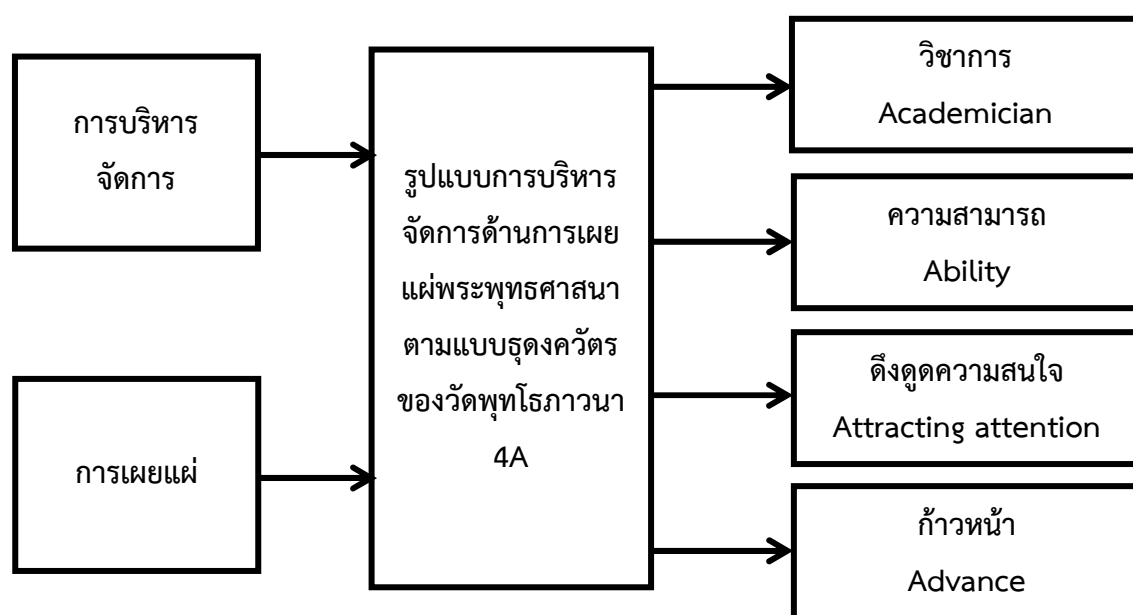 การบริหาร
จัดการ
การเผยแผ่
รูปแบบการบริหาร
จัดการด้านการเผย
แผ่พระพุทธศาสนา
ตามแบบธุดงควัตร
ของวัดพุทโธภาวนา
4A
วิชาการ
Academician
ความสามารถ
Ability
ดึงดูดความสนใจ
Attracting attention
ก้าวหน้า
Advance